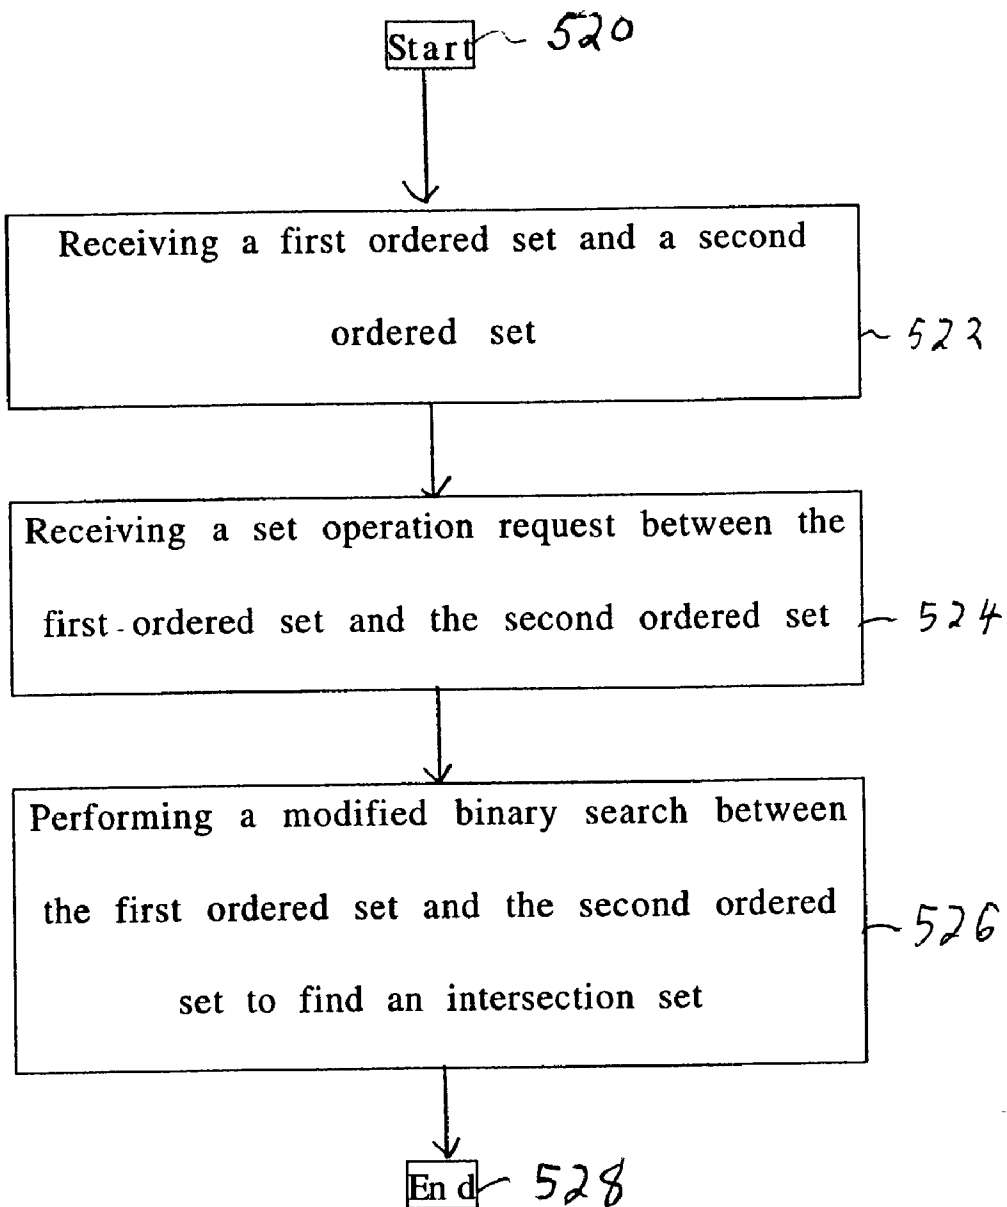 Start 520
Receiving a first ordered set and a second
ordered set
522
Receiving a set operation request between the
first-ordered set and the second ordered set
524
Performing a modified binary search between
the first ordered set and the second ordered
set to find an intersection set
526
End 528